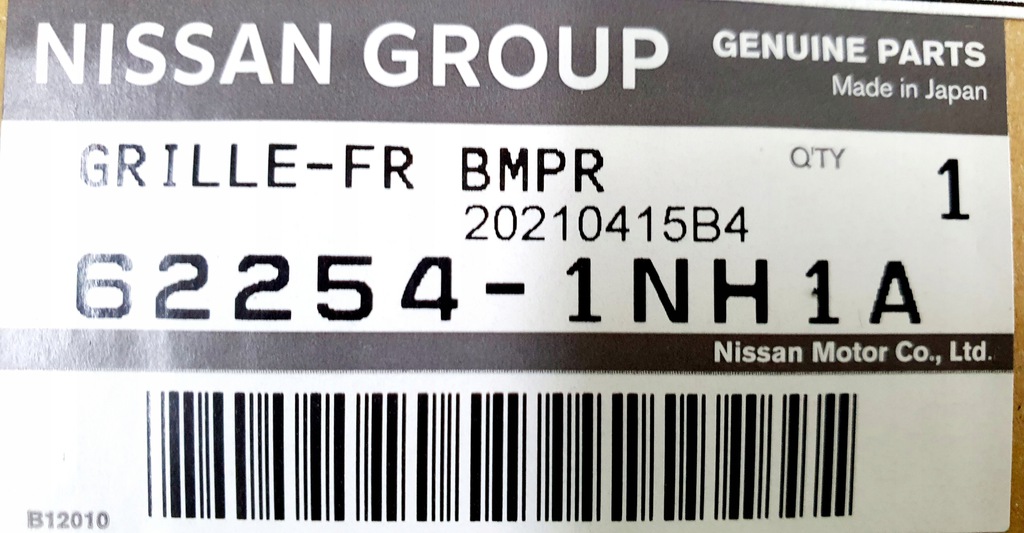 NISSAN GROUP GENUINE PARTS
Made in Japan
GRILLE-FR BMPR Q'TY 1
20210415B4
62254-1NH1A
Nissan Motor Co., Ltd.
B12010